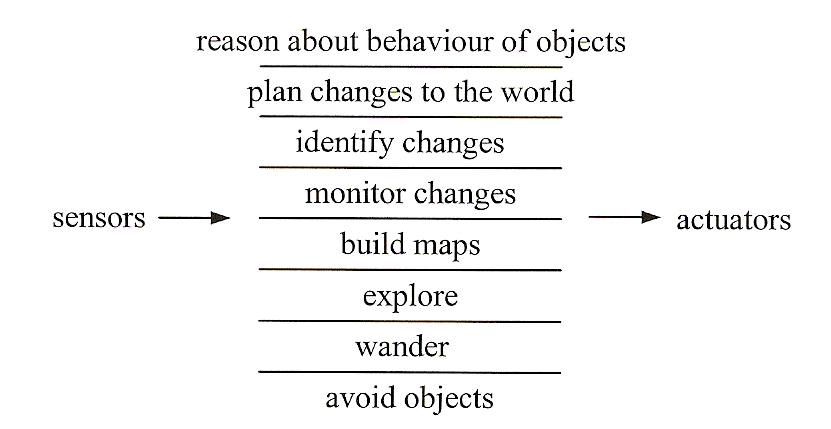 reason about behaviour of objects
plan changes to the world
identify changes
monitor changes
sensors
actuators
build maps
explore
wander
avoid objects